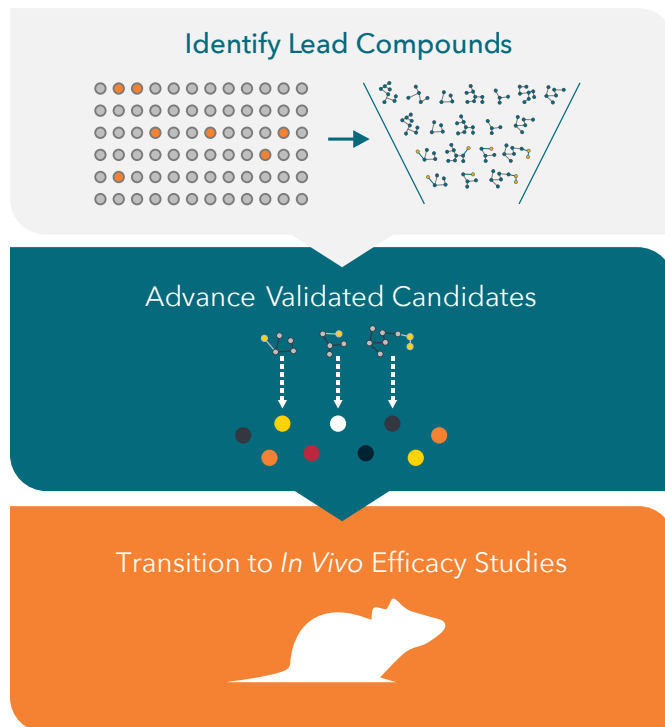 Identify Lead Compounds
Advance Validated Candidates
Transition to In Vivo Efficacy Studies